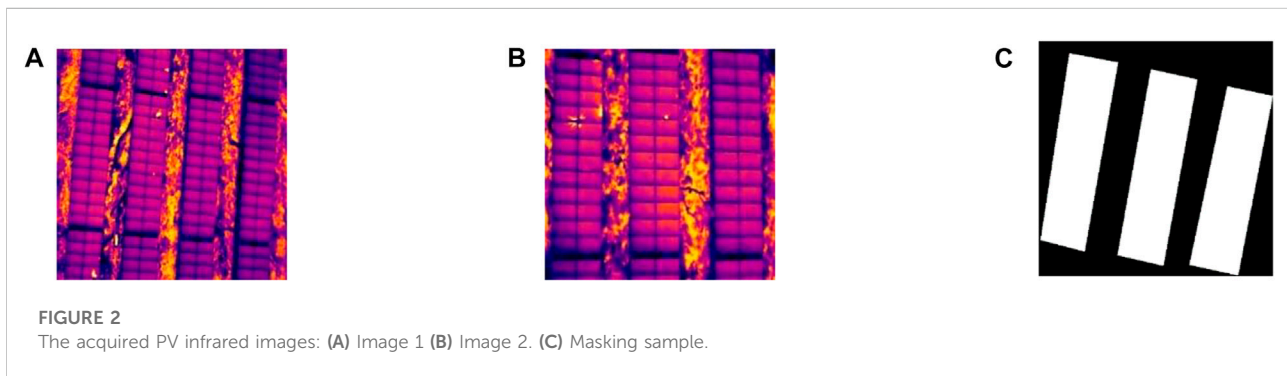 A
B
C
FIGURE 2
The acquired PV infrared images: (A) Image 1 (B) Image 2. (C) Masking sample.